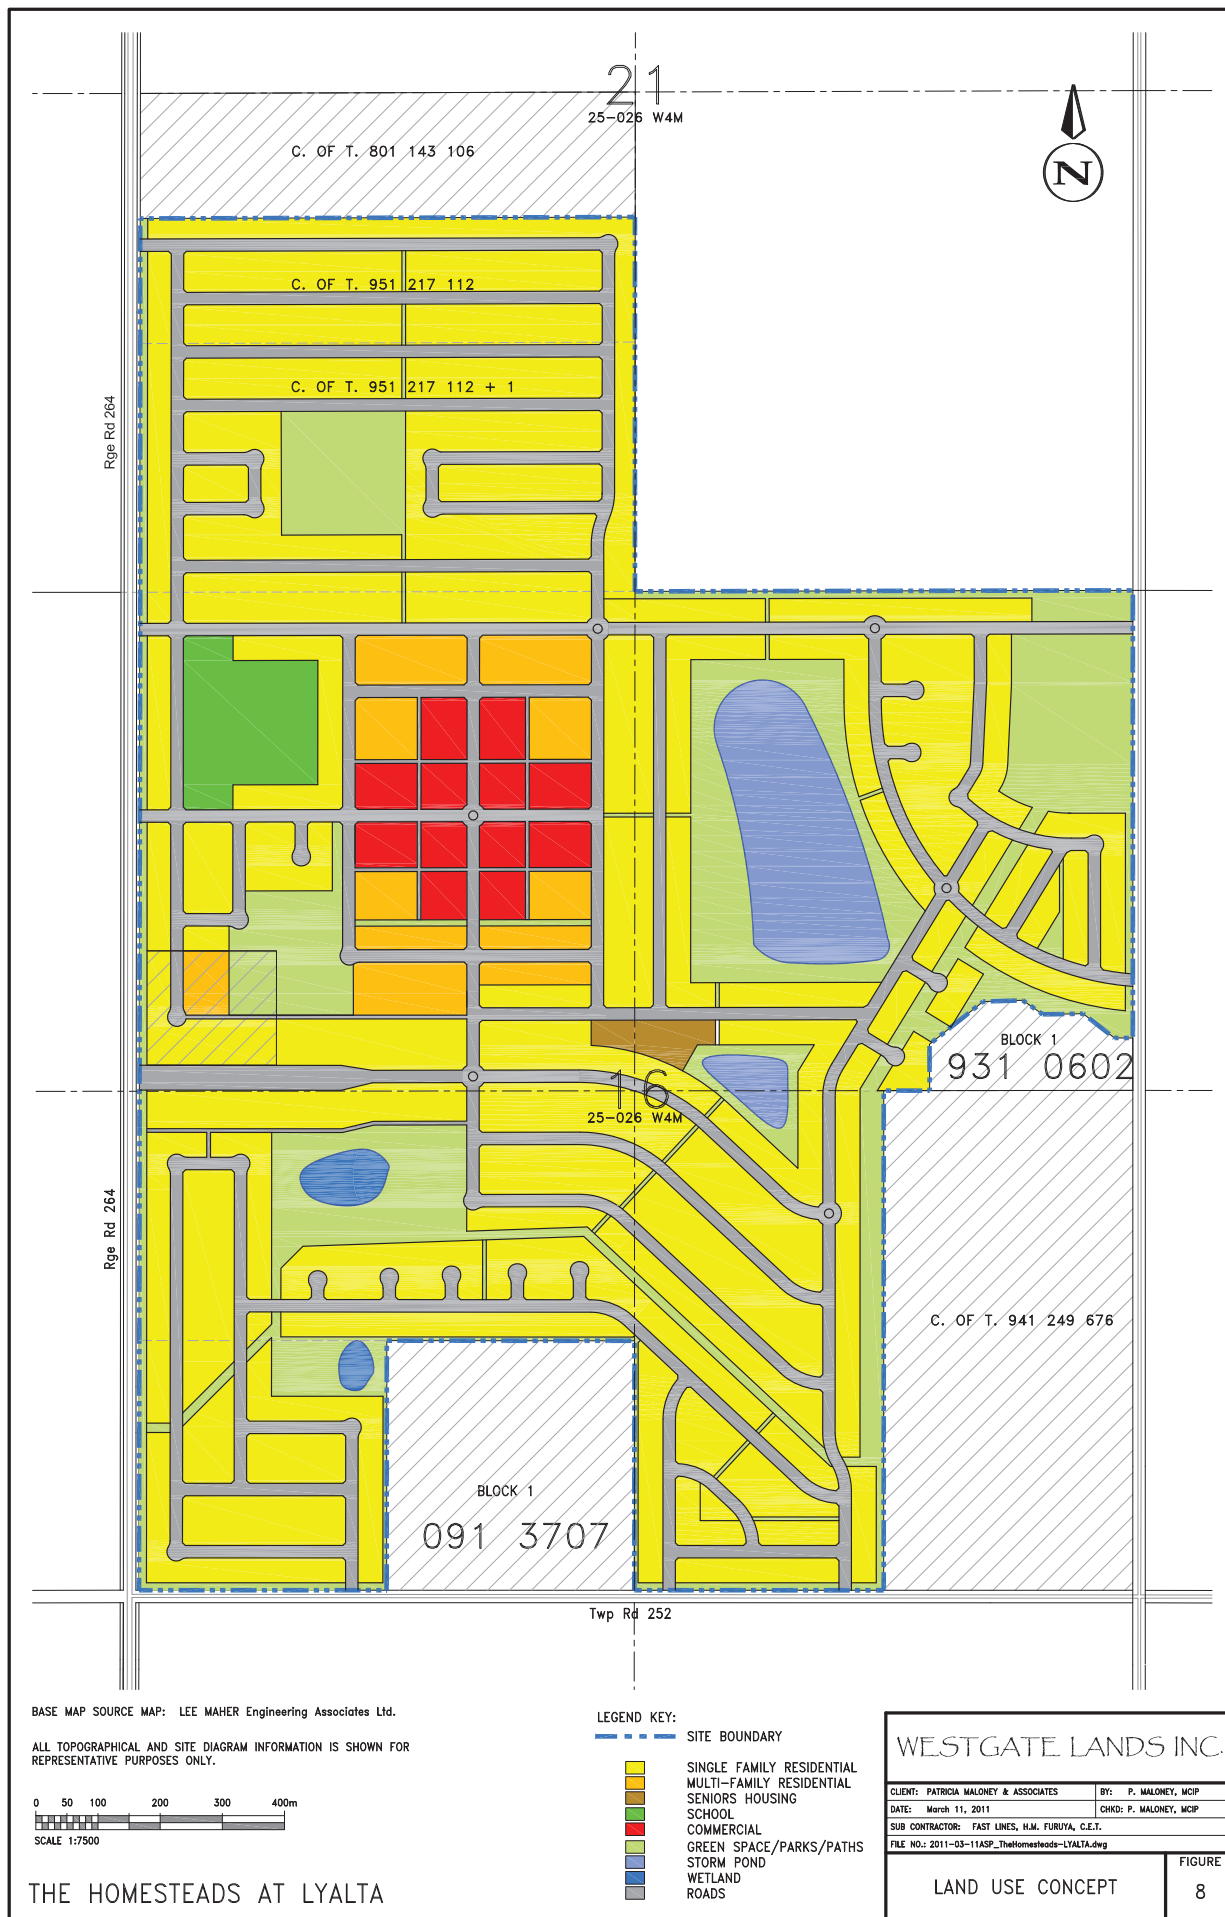 21
25-026 W4M
C. OF T. 801 143 106
N
C. OF T. 951 217 112
C. OF T. 951 217 112 + 1
Rge Rd 264
BLOCK 1
931 0602
16
25-026 W4M
Rge Rd 264
C. OF T. 941 249 676
BLOCK 1
091 3707
Twp Rd 252
BASE MAP SOURCE MAP: LEE MAHER Engineering Associates Ltd.
ALL TOPOGRAPHICAL AND SITE DIAGRAM INFORMATION IS SHOWN FOR
REPRESENTATIVE PURPOSES ONLY.
0 50 100 200 300 400m
SCALE 1:7500
THE HOMESTEADS AT LYALTA
LEGEND KEY:
SITE BOUNDARY
SINGLE FAMILY RESIDENTIAL
MULTI-FAMILY RESIDENTIAL
SENIORS HOUSING
SCHOOL
COMMERCIAL
GREEN SPACE/PARKS/PATHS
STORM POND
WETLAND
ROADS
WESTGATE LANDS INC.
CLIENT: PATRICIA MALONEY & ASSOCIATES BY: P. MALONEY, MCIP
DATE: March 11, 2011 CHKD: P. MALONEY, MCIP
SUB CONTRACTOR: FAST LINES, H.M. FURUYA, C.E.T.
FILE NO.: 2011-03-11ASP_TheHomesteads-LYALTA.dwg
LAND USE CONCEPT
FIGURE
8